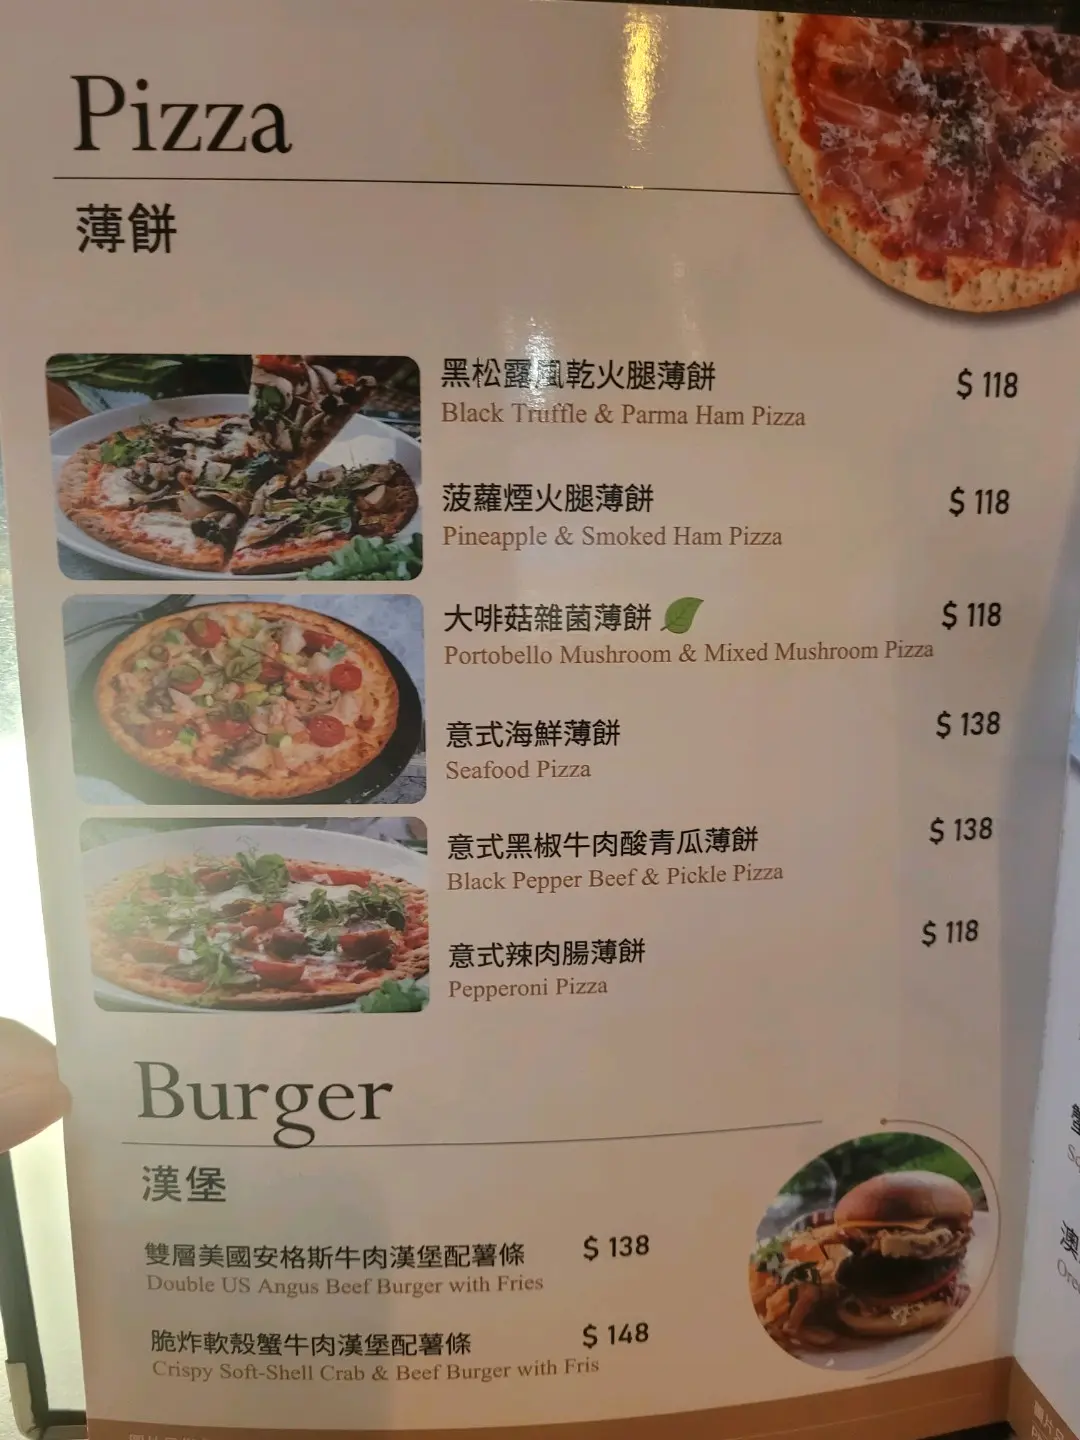 Pizza
薄餅
黑松露風乾火腿薄餅 $ 118
Black Truffle & Parma Ham Pizza
菠蘿煙火腿薄餅 $ 118
Pineapple & Smoked Ham Pizza
大啡菇雜菌薄餅 $ 118
Portobello Mushroom & Mixed Mushroom Pizza
意式海鮮薄餅 $ 138
Seafood Pizza
意式黑椒牛肉酸青瓜薄餅 $ 138
Black Pepper Beef & Pickle Pizza
意式辣肉腸薄餅 $ 118
Pepperoni Pizza
Burger
漢堡
雙層美國安格斯牛肉漢堡配薯條 $ 138
Double US Angus Beef Burger with Fries
脆炸軟殼蟹牛肉漢堡配薯條 $ 148
Crispy Soft-Shell Crab & Beef Burger with Fris